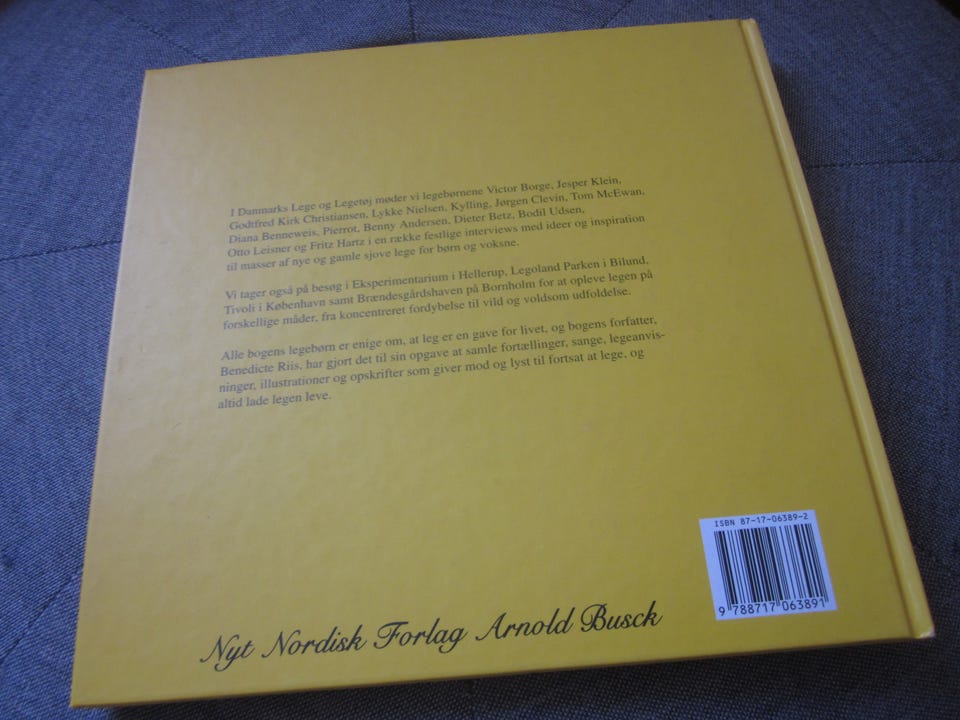 I Danmarks Lege og Legetøj møder vi legebørnene Victor Borge, Jesper Klein,
Godtfred Kirk Christiansen, Lykke Nielsen, Kylling, Jørgen Clevin, Tom McEwan,
Diana Benneweis, Pierrot, Benny Andersen, Dieter Betz, Bodil Udsen,
Otto Leisner og Fritz Hartz i en række festlige interviews med ideer og inspiration
til masser af nye og gamle sjove lege for børn og voksne.
Vi tager også på besøg i Eksperimentarium i Hellerup, Legoland Parken i Bilund,
Tivoli i København samt Brændesgårdshaven på Bornholm for at opleve legen på
forskellige måder, fra koncentreret fordybelse til vild og voldsom udfoldelse.
Alle bogens legebørn er enige om, at leg er en gave for livet, og bogens forfatter,
Benedicte Riis, har gjort det til sin opgave at samle fortællinger, sange, legeanvis-
ninger, illustrationer og opskrifter som giver mod og lyst til fortsat at lege, og
altid lade legen leve.
ISBN 87-17-06389-2
9 788717 063891
Nyt Nordisk Forlag Arnold Busck